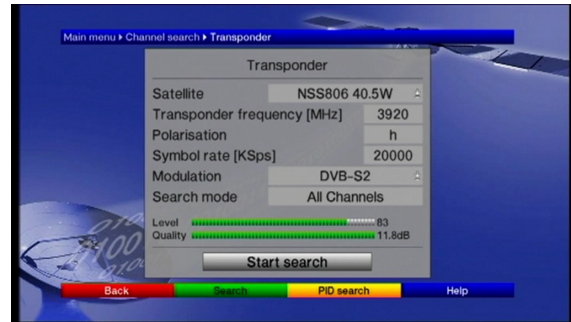 Main menu ▸ Channel search ▸ Transponder
Transponder
Satellite NSS806 40.5W
Transponder frequency [MHz] 3920
Polarisation h
Symbol rate [KSps] 20000
Modulation DVB-S2
Search mode All Channels
Level 83
Quality 11.8dB
Start search
Back Search PID search Help